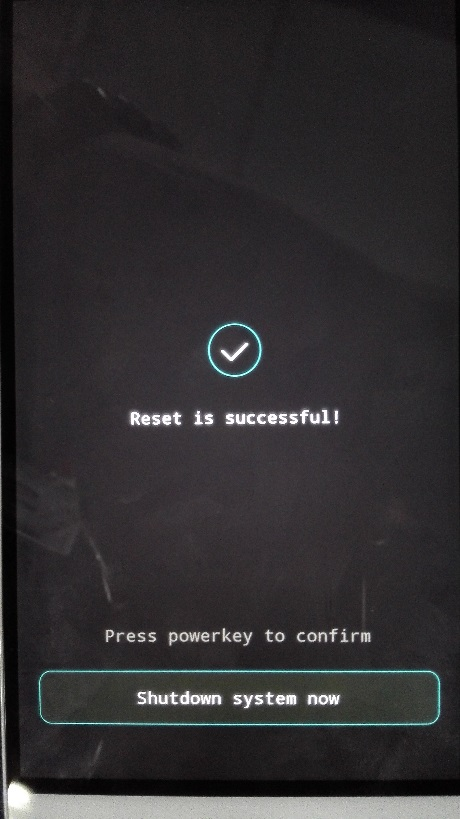 Reset is successful!
Press powerkey to confirm
Shutdown system now